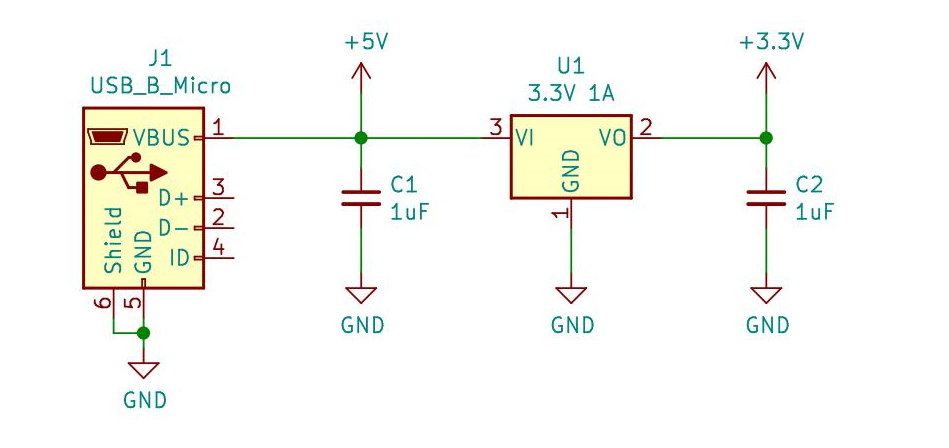 J1
USB_B_Micro
VBUS
1
D+
3
D-
2
ID
4
Shield
GND
6
5
GND
+5V
C1
1uF
GND
U1
3.3V 1A
3
VI
VO
2
GND
1
GND
+3.3V
C2
1uF
GND